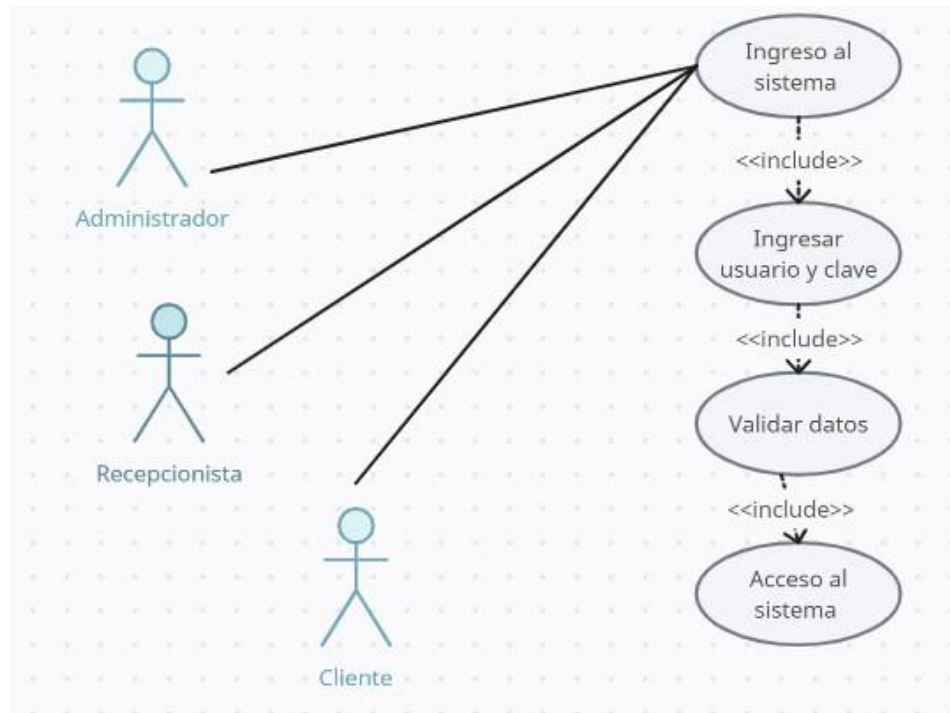 Ingreso al
sistema
<<include>>
Administrador
Ingresar
usuario y clave
<<include>>
Validar datos
Recepcionista
<<include>>
Acceso al
sistema
Cliente